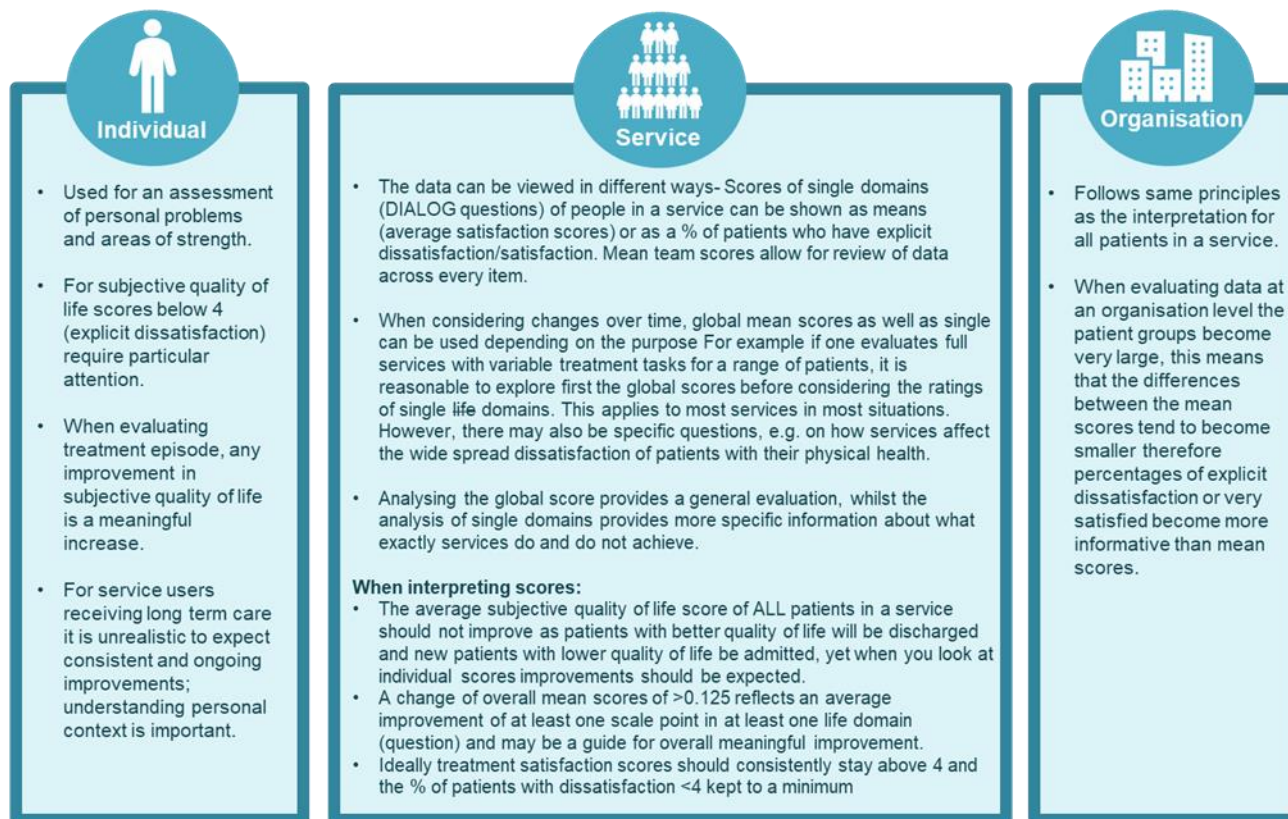 Individual
• Used for an assessment
of personal problems
and areas of strength.
• For subjective quality of
life scores below 4
(explicit dissatisfaction)
require particular
attention.
• When evaluating
treatment episode, any
improvement in
subjective quality of life
is a meaningful
increase.
• For service users
receiving long term care
it is unrealistic to expect
consistent and ongoing
improvements;
understanding personal
context is important.
Service
• The data can be viewed in different ways- Scores of single domains
(DIALOG questions) of people in a service can be shown as means
(average satisfaction scores) or as a % of patients who have explicit
dissatisfaction/satisfaction. Mean team scores allow for review of data
across every item.
• When considering changes over time, global mean scores as well as single
can be used depending on the purpose For example if one evaluates full
services with variable treatment tasks for a range of patients, it is
reasonable to explore first the global scores before considering the ratings
of single life domains. This applies to most services in most situations.
However, there may also be specific questions, e.g. on how services affect
the wide spread dissatisfaction of patients with their physical health.
• Analysing the global score provides a general evaluation, whilst the
analysis of single domains provides more specific information about what
exactly services do and do not achieve.
When interpreting scores:
• The average subjective quality of life score of ALL patients in a service
should not improve as patients with better quality of life will be discharged
and new patients with lower quality of life be admitted, yet when you look at
individual scores improvements should be expected.
• A change of overall mean scores of >0.125 reflects an average
improvement of at least one scale point in at least one life domain
(question) and may be a guide for overall meaningful improvement.
• Ideally treatment satisfaction scores should consistently stay above 4 and
the % of patients with dissatisfaction <4 kept to a minimum
Organisation
• Follows same principles
as the interpretation for
all patients in a service.
• When evaluating data at
an organisation level the
patient groups become
very large, this means
that the differences
between the mean
scores tend to become
smaller therefore
percentages of explicit
dissatisfaction or very
satisfied become more
informative than mean
scores.